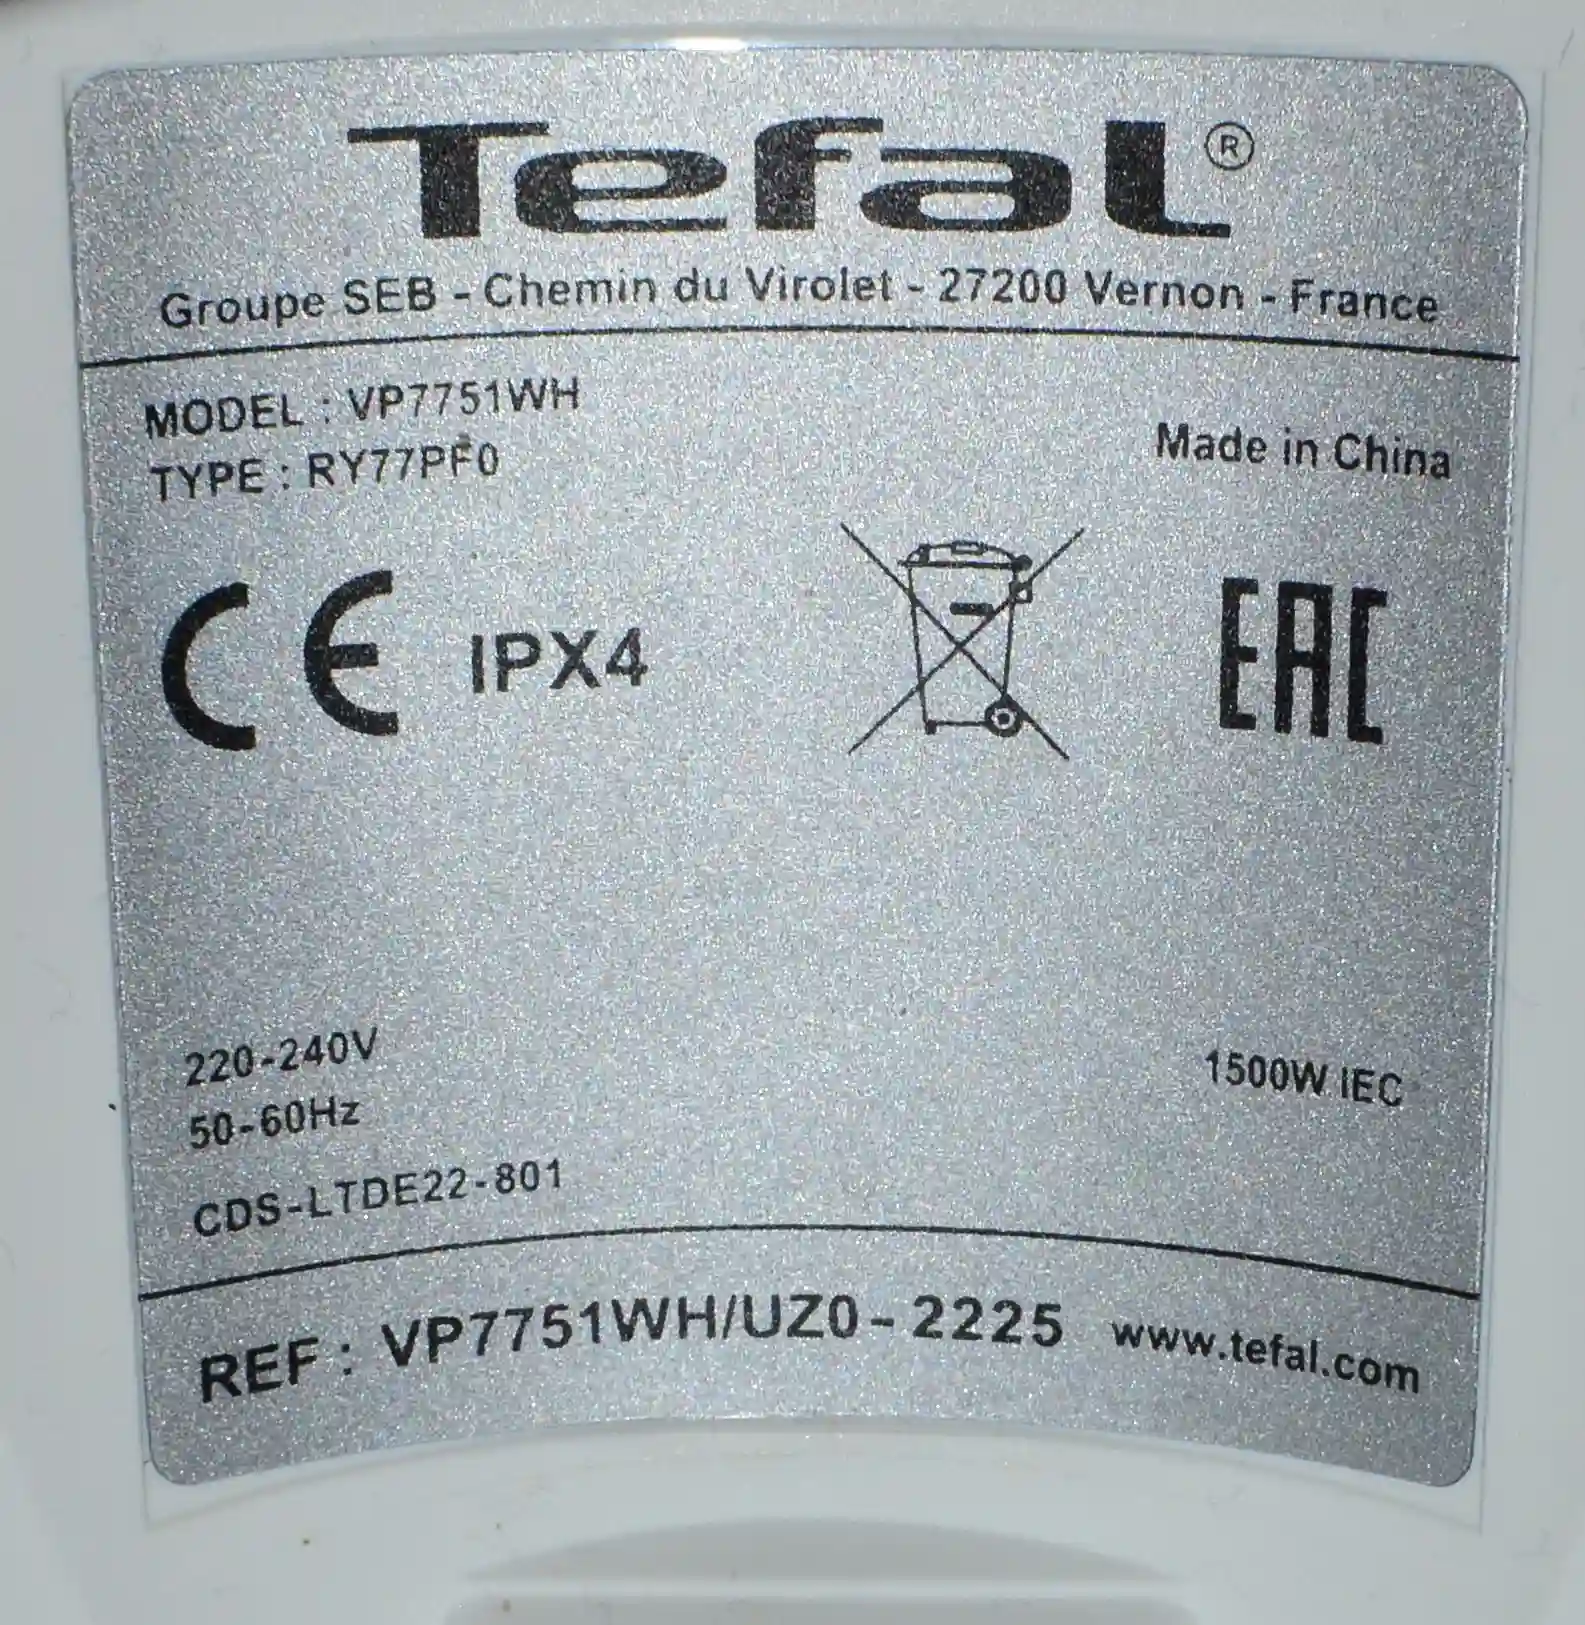 Tefal®
Groupe SEB - Chemin du Virolet - 27200 Vernon - France
MODEL : VP7751WH
TYPE : RY77PF0
Made in China
CE IPX4 EAC
220-240V
50-60Hz
1500W IEC
CDS-LTDE22-801
REF : VP7751WH/UZ0 - 2225 www.tefal.com